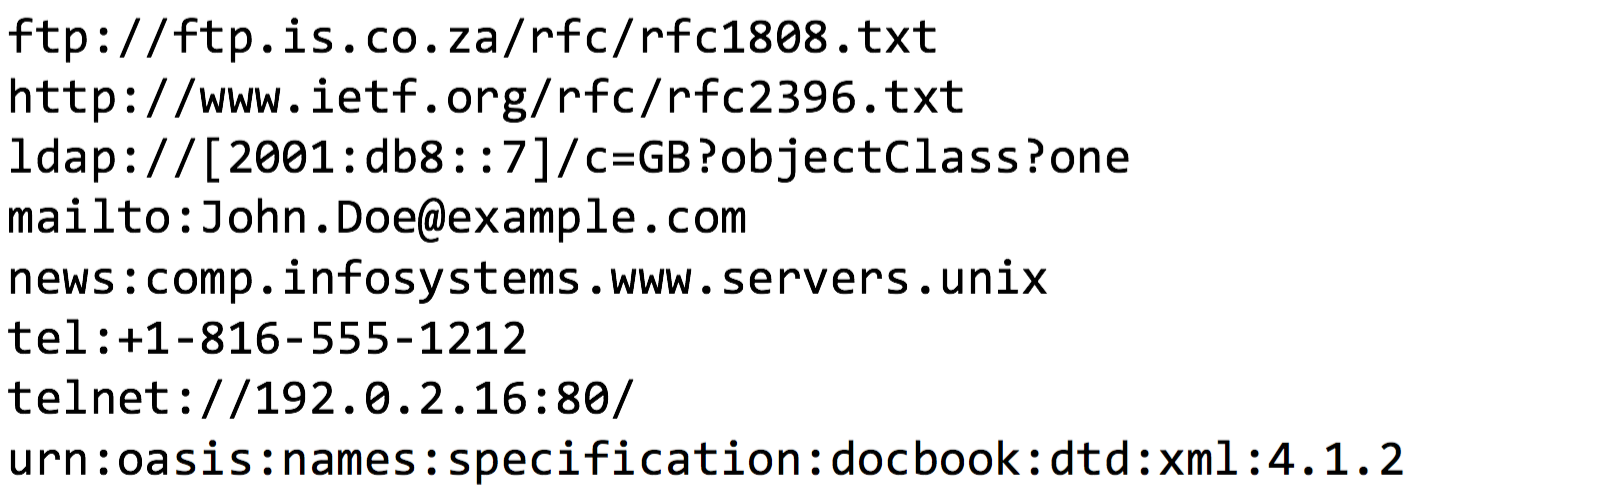 ftp://ftp.is.co.za/rfc/rfc1808.txt
http://www.ietf.org/rfc/rfc2396.txt
ldap://[2001:db8::7]/c=GB?objectClass?one
mailto:John.Doe@example.com
news:comp.infosystems.www.servers.unix
tel:+1-816-555-1212
telnet://192.0.2.16:80/
urn:oasis:names:specification:docbook:dtd:xml:4.1.2